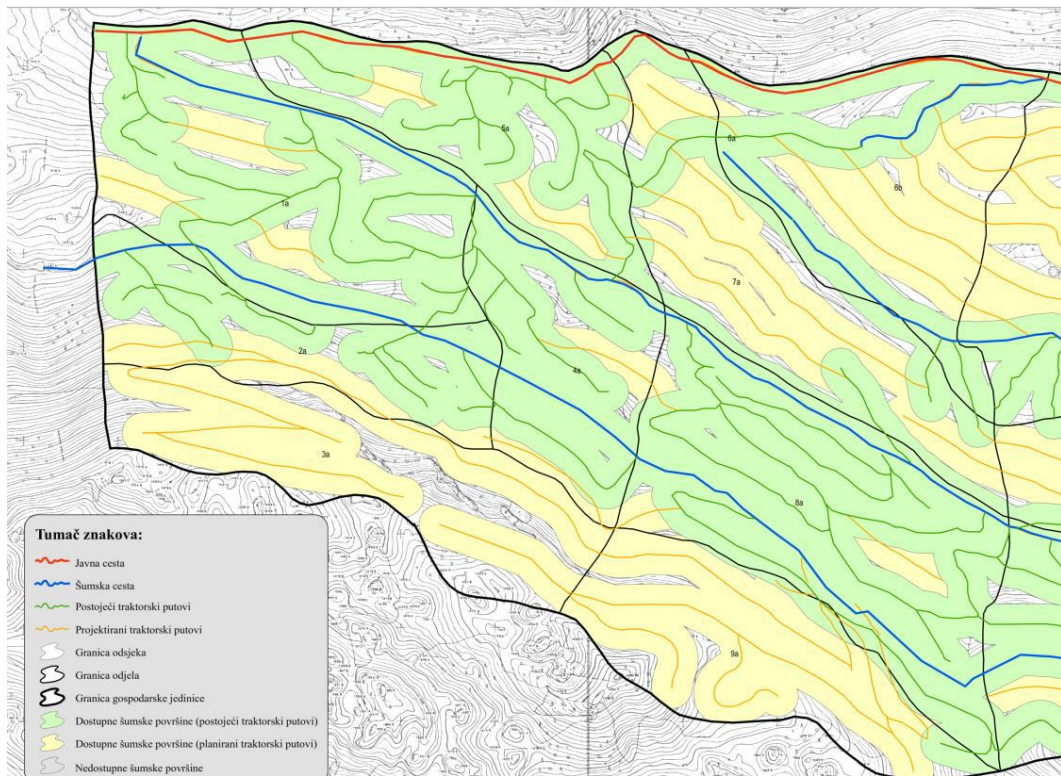 5a
6a
6b
1a
7a
2a
4a
3a
8a
9a
Tumač znakova:
Javna cesta
Šumska cesta
Postojeći traktorski putovi
Projektirani traktorski putovi
Granica odsjeka
Granica odjela
Granica gospodarske jedinice
Dostupne šumske površine (postojeći traktorski putovi)
Dostupne šumske površine (planirani traktorski putovi)
Nedostupne šumske površine